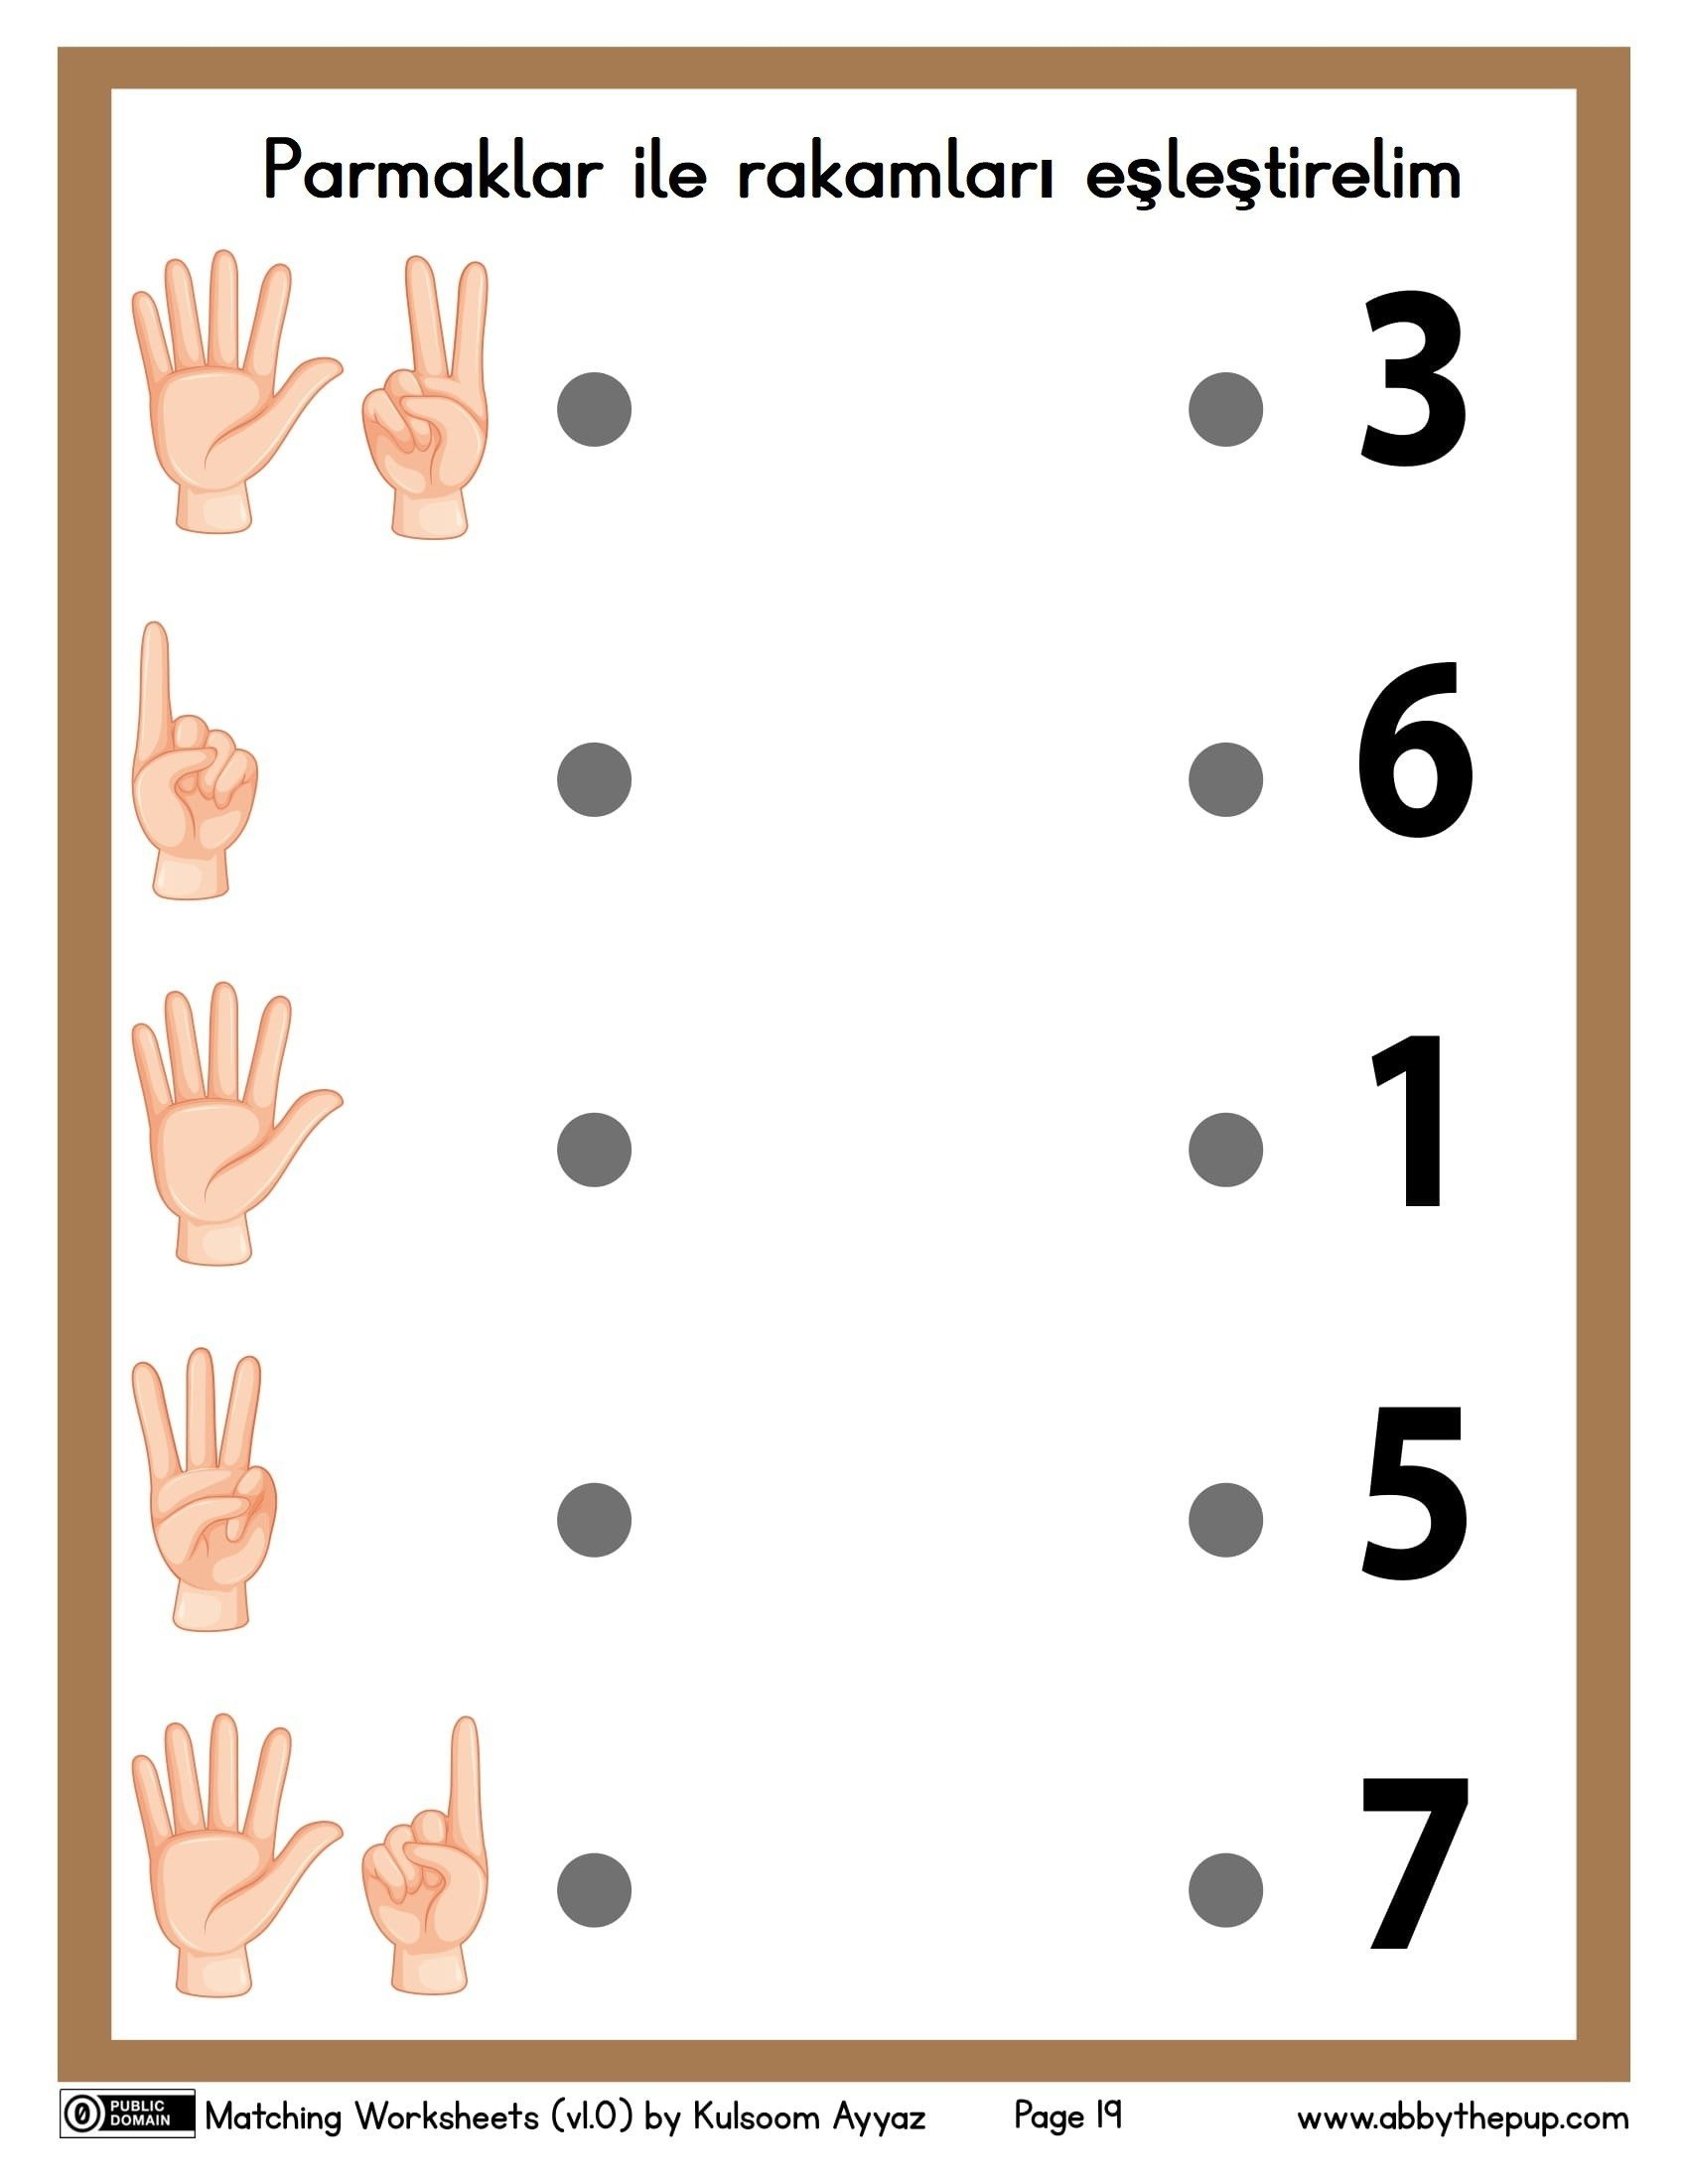 Parmaklar ile rakamları eşleştirelim
3
6
1
5
7
PUBLIC DOMAIN
Matching Worksheets (v1.0) by Kulsoom Ayyaz Page 19 www.abbythepup.com